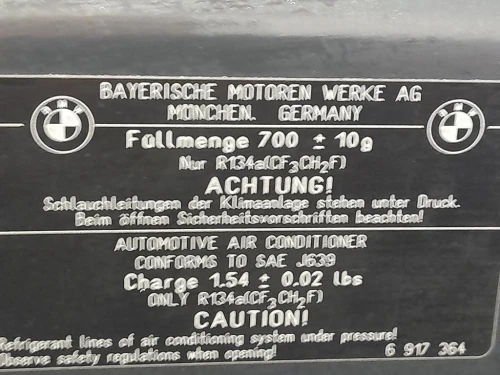 BAYERISCHE MOTOREN WERKE AG
MÜNCHEN, GERMANY
Füllmenge 700 ± 10g
Nur R134a(CF3CH2F)
ACHTUNG!
Schlauchleitungen der Klimaanlage stehen unter Druck.
Beim öffnen Sicherheitsvorschriften beachten!
AUTOMOTIVE AIR CONDITIONER
CONFORMS TO SAE J639
Charge 1.54 ± 0.02 lbs
ONLY R134a(CF3CH2F)
CAUTION!
Refrigerant lines of air conditioning system under pressure!
Observe safety regulations when opening!
6 917 364